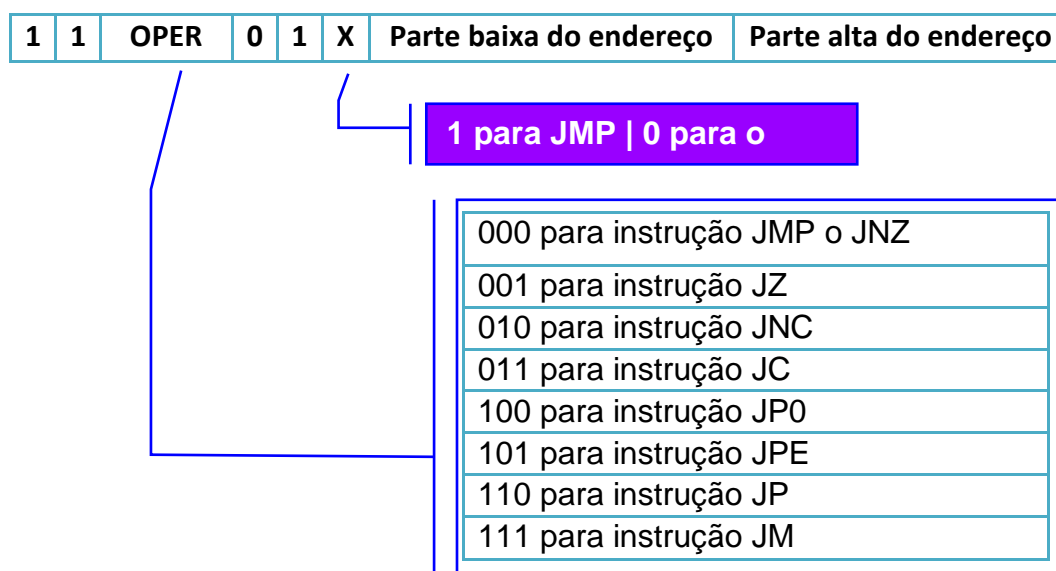 1 1 OPER 0 1 X Parte baixa do endereço Parte alta do endereço
1 para JMP | 0 para o
000 para instrução JMP o JNZ
001 para instrução JZ
010 para instrução JNC
011 para instrução JC
100 para instrução JP0
101 para instrução JPE
110 para instrução JP
111 para instrução JM